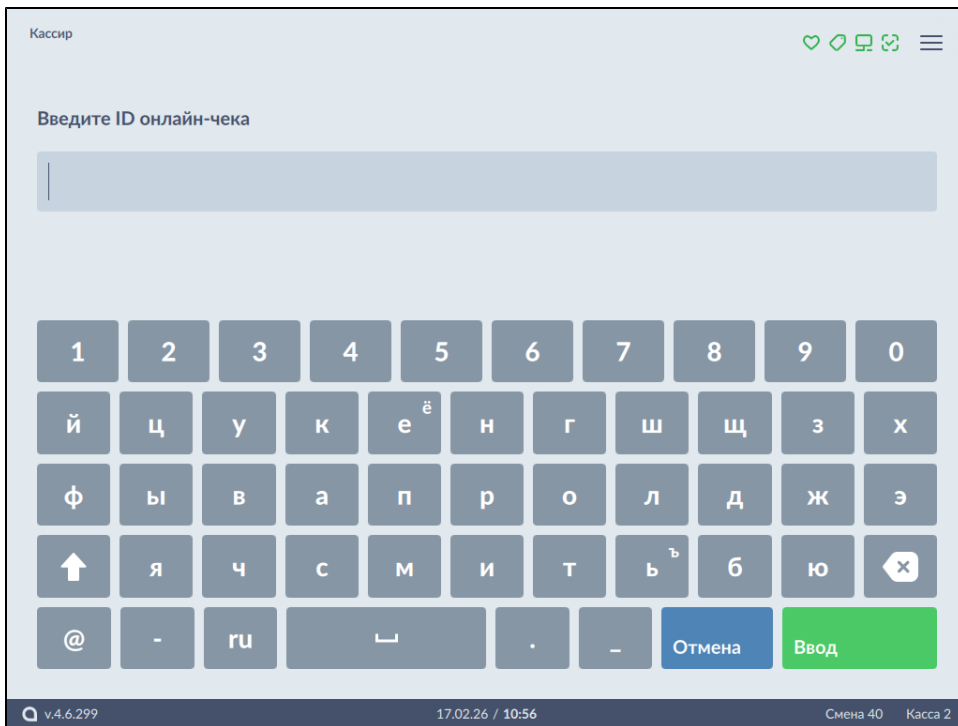 Кассир
Введите ID онлайн-чека
1 2 3 4 5 6 7 8 9 0
й ц у к е ё н г ш щ з х
ф ы в а п р о л д ж э
я ч с м и т ь ъ б ю
@ - ru . _ Отмена Ввод
v.4.6.299 17.02.26 / 10:56 Смена 40 Касса 2